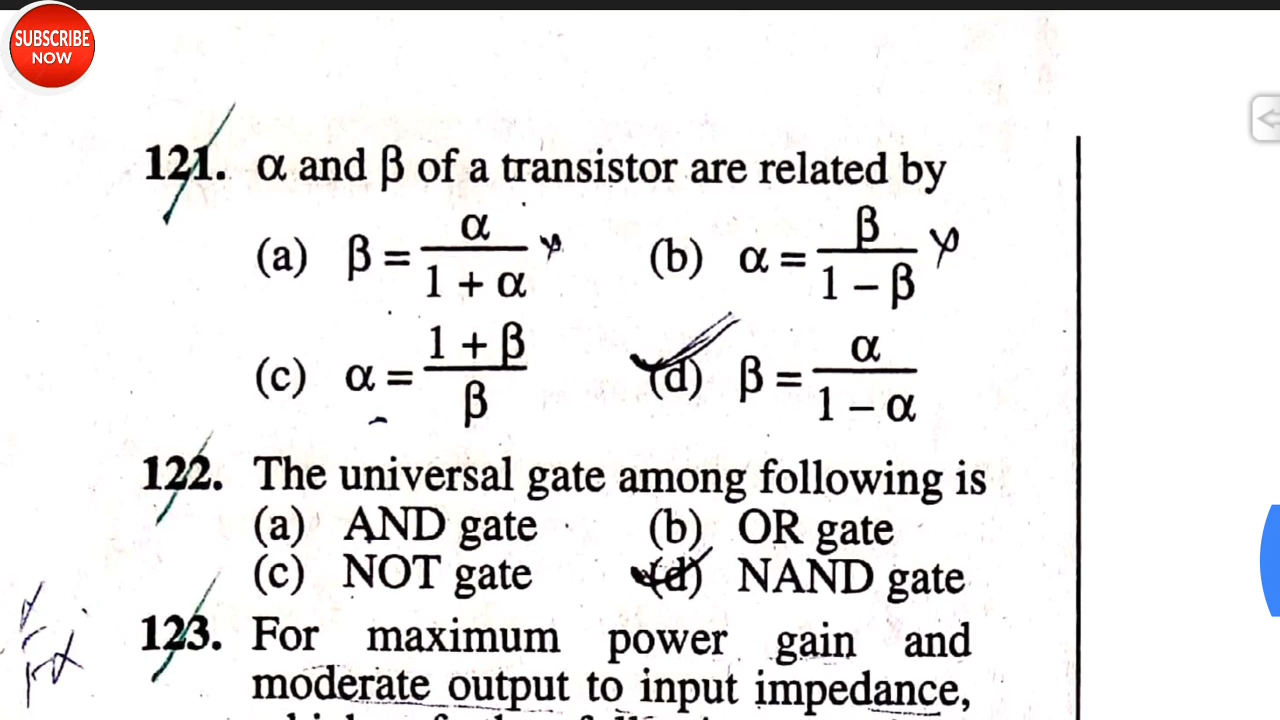 SUBSCRIBE
NOW
121. α and β of a transistor are related by
(a) β = α / (1 + α) (b) α = β / (1 − β)
(c) α = (1 + β) / β (d) β = α / (1 − α)
122. The universal gate among following is
(a) AND gate (b) OR gate
(c) NOT gate (d) NAND gate
123. For maximum power gain and
moderate output to input impedance,